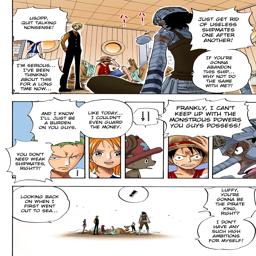 JUST GET RID
OF USELESS
SHIPMATES
ONE AFTER
ANOTHER!
IF YOU'RE
GONNA
ABANDON
THIS SHIP...
WHY NOT DO
THE SAME
WITH ME?!
USOPP,
QUIT TALKING
NONSENSE!
I'M SERIOUS...
I'VE BEEN
THINKING
ABOUT THIS
FOR A LONG
TIME NOW...
FRANKLY, I CAN'T
KEEP UP WITH THE
MONSTROUS POWERS
YOU GUYS POSSESS!
LIKE TODAY...
I COULDN'T
EVEN GUARD
THE MONEY.
AND I KNOW
I'LL JUST BE
A BURDEN
ON YOU GUYS.
YOU DON'T
NEED WEAK
SHIPMATES,
RIGHT?!
LUFFY,
YOU'RE GONNA
BE THE PIRATE
KING,
RIGHT?!
I DON'T
HAVE ANY
SUCH HIGH
AMBITIONS
FOR MYSELF!
LOOKING BACK
ON WHEN I
FIRST WENT
OUT TO SEA...